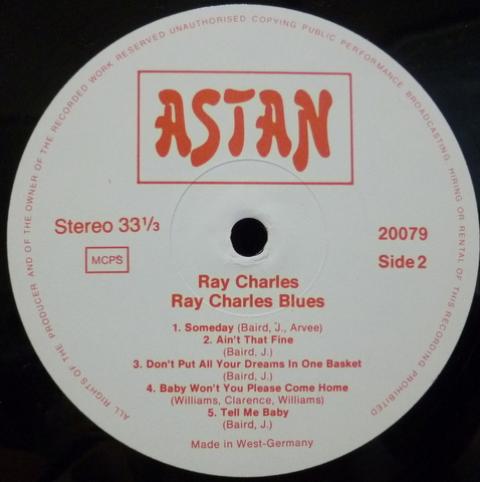 ALL RIGHTS OF THE PRODUCER AND OF THE OWNER OF THE RECORDED WORK RESERVED UNAUTHORISED COPYING PUBLIC PERFORMANCE BROADCASTING HIRING OR RENTAL OF THIS RECORDING PROHIBITED
ASTAN
Stereo 33 1/3
20079
MCPS
Side 2
Ray Charles
Ray Charles Blues
1. Someday (Baird, J., Arvee)
2. Ain't That Fine
(Baird, J.)
3. Don't Put All Your Dreams In One Basket
(Baird, J.)
4. Baby Won't You Please Come Home
(Williams, Clarence, Williams)
5. Tell Me Baby
(Baird, J.)
Made in West-Germany